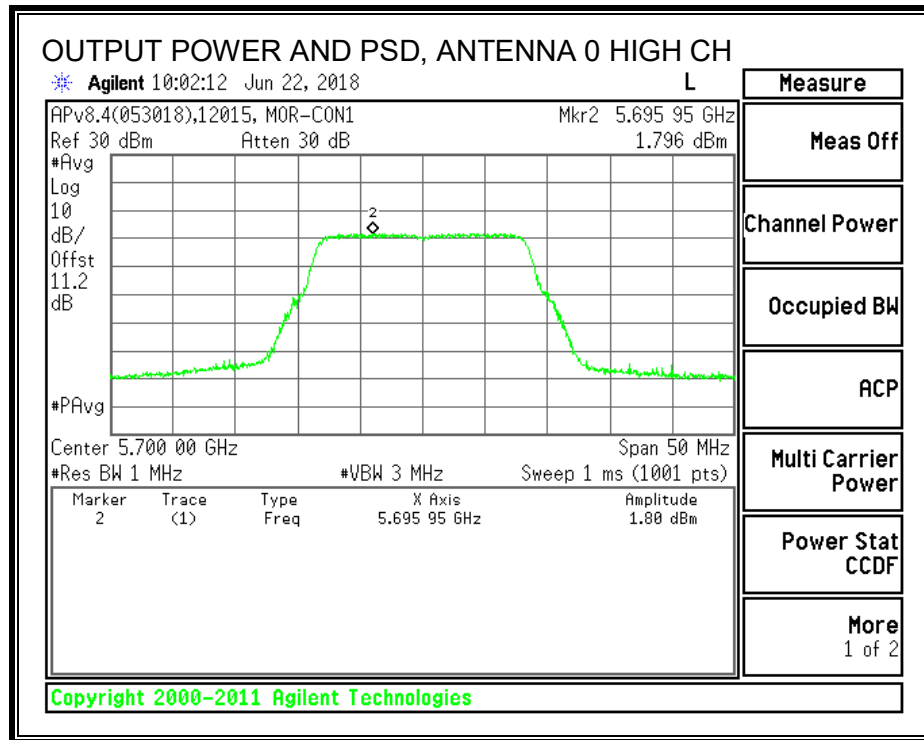 OUTPUT POWER AND PSD, ANTENNA 0 HIGH CH
Agilent 10:02:12 Jun 22, 2018 L
APv8.4(053018),12015, MOR-CON1 Mkr2 5.695 95 GHz
Ref 30 dBm Atten 30 dB 1.796 dBm
#Avg
Log
10
dB/
Offst
11.2
dB
#PAvg
2
Center 5.700 00 GHz Span 50 MHz
#Res BW 1 MHz #VBW 3 MHz Sweep 1 ms (1001 pts)
Marker Trace Type X Axis Amplitude
2 (1) Freq 5.695 95 GHz 1.80 dBm
Measure
Meas Off
Channel Power
Occupied BW
ACP
Multi Carrier
Power
Power Stat
CCDF
More
1 of 2
Copyright 2000-2011 Agilent Technologies